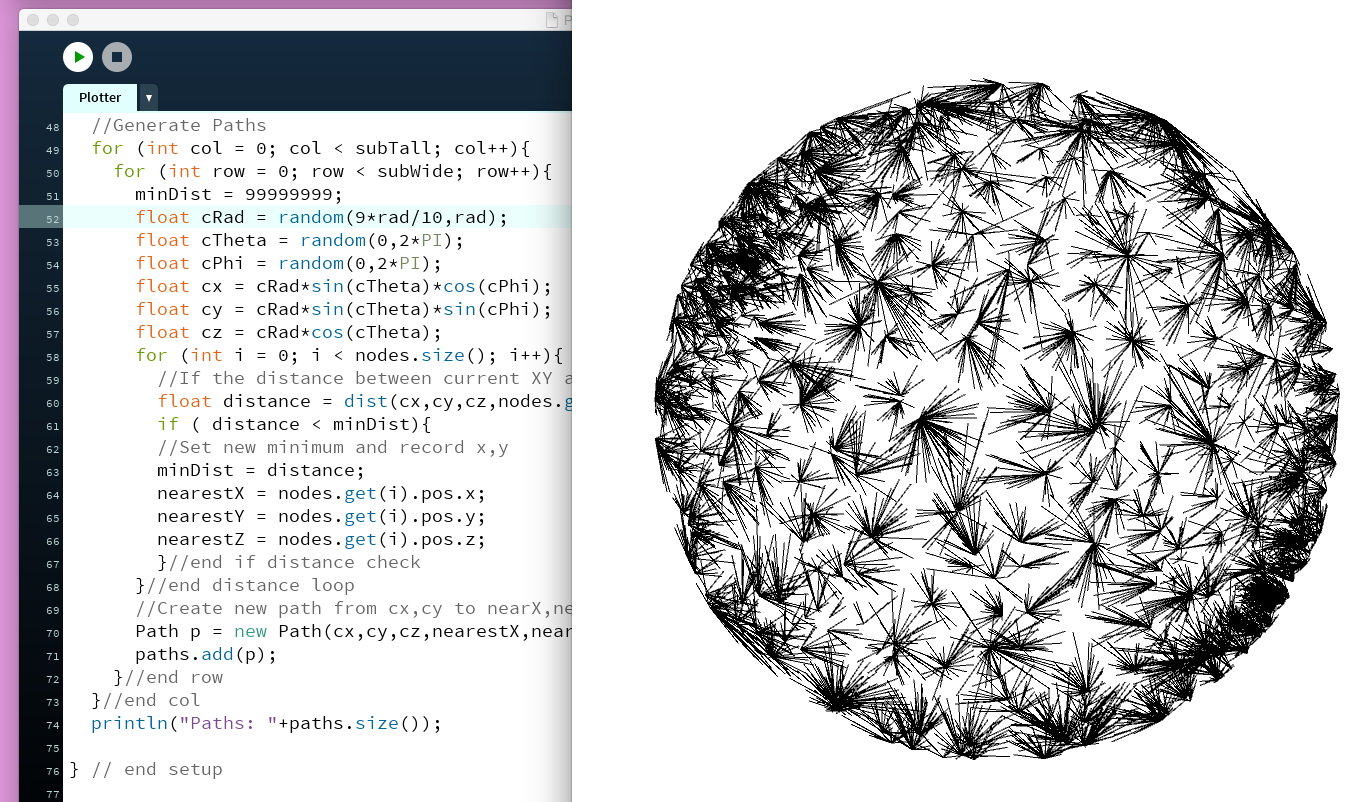 Plotter
48 //Generate Paths
49 for (int col = 0; col < subTall; col++){
50 for (int row = 0; row < subWide; row++){
51 minDist = 99999999;
52 float cRad = random(9*rad/10,rad);
53 float cTheta = random(0,2*PI);
54 float cPhi = random(0,2*PI);
55 float cx = cRad*sin(cTheta)*cos(cPhi);
56 float cy = cRad*sin(cTheta)*sin(cPhi);
57 float cz = cRad*cos(cTheta);
58 for (int i = 0; i < nodes.size(); i++){
59 //If the distance between current XY
60 float distance = dist(cx,cy,cz,nodes.
61 if ( distance < minDist){
62 //Set new minimum and record x,y
63 minDist = distance;
64 nearestX = nodes.get(i).pos.x;
65 nearestY = nodes.get(i).pos.y;
66 nearestZ = nodes.get(i).pos.z;
67 }//end if distance check
68 }//end distance loop
69 //Create new path from cx,cy to nearX,
70 Path p = new Path(cx,cy,cz,nearestX,
71 paths.add(p);
72 }//end row
73 }//end col
74 println("Paths: "+paths.size());
75
76 } // end setup
77